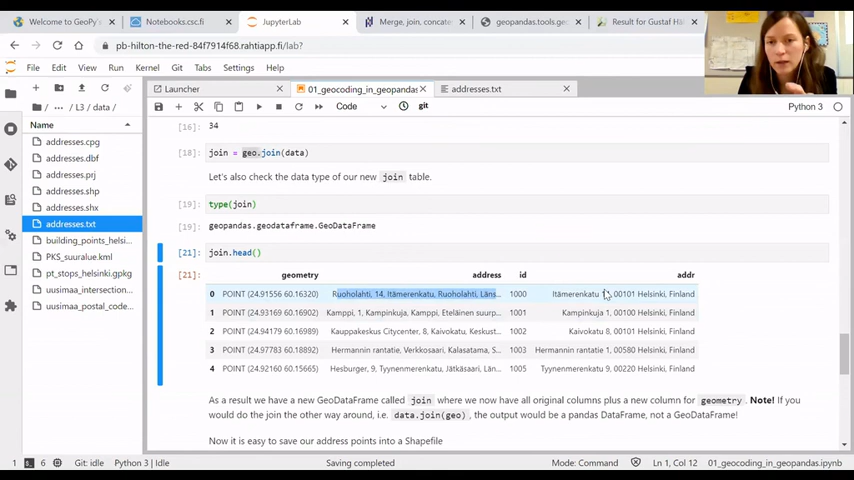 Welcome to GeoPy's
Notebooks.csc.fi
JupyterLab
Merge, join, concate
geopandas.tools.ge
Result for Gustaf Hä
pb-hilton-the-red-84f7914f68.rahtiapp.fi/lab?
File Edit View Run Kernel Git Tabs Settings Help
Launcher
01_geocoding_in_geopandas
addresses.txt
/ ··· / L3 / data /
Code
git
Python 3
Name
addresses.cpg
addresses.dbf
addresses.prj
addresses.shp
addresses.shx
addresses.txt
building_points_helsi...
PKS_suuralue.kml
pt_stops_helsinki.gpkg
uusimaa_intersection...
uusimaa_postal_code...
[16] 34
[18] join = geo.join(data)
Let's also check the data type of our new join table.
[19] type(join)
[19] geopandas.geodataframe.GeoDataFrame
[21] join.head()
[21]
geometry address id addr
0 POINT (24.91556 60.16320) Ruoholahti, 14, Itämerenkatu, Ruoholahti, Läns... 1000 Itämerenkatu 00101 Helsinki, Finland
1 POINT (24.93169 60.16902) Kamppi, 1, Kampinkuja, Kamppi, Eteläinen suurp... 1001 Kampinkuja 1, 00100 Helsinki, Finland
2 POINT (24.94179 60.16989) Kauppakeskus Citycenter, 8, Kaivokatu, Keskust... 1002 Kaivokatu 8, 00101 Helsinki, Finland
3 POINT (24.97783 60.18892) Hermannin rantatie, Verkkosaari, Kalasatama, S... 1003 Hermannin rantatie 1, 00580 Helsinki, Finland
4 POINT (24.92160 60.15665) Hesburger, 9, Tyynenmerenkatu, Jätkäsaari, Län... 1005 Tyynenmerenkatu 9, 00220 Helsinki, Finland
As a result we have a new GeoDataFrame called join where we now have all original columns plus a new column for geometry. Note! If you
would do the join the other way around, i.e. data.join(geo), the output would be a pandas DataFrame, not a GeoDataFrame!
Now it is easy to save our address points into a Shapefile
1 6 Git: idle Python 3 | Idle Saving completed Mode: Command Ln 1, Col 12 01_geocoding_in_geopandas.ipynb